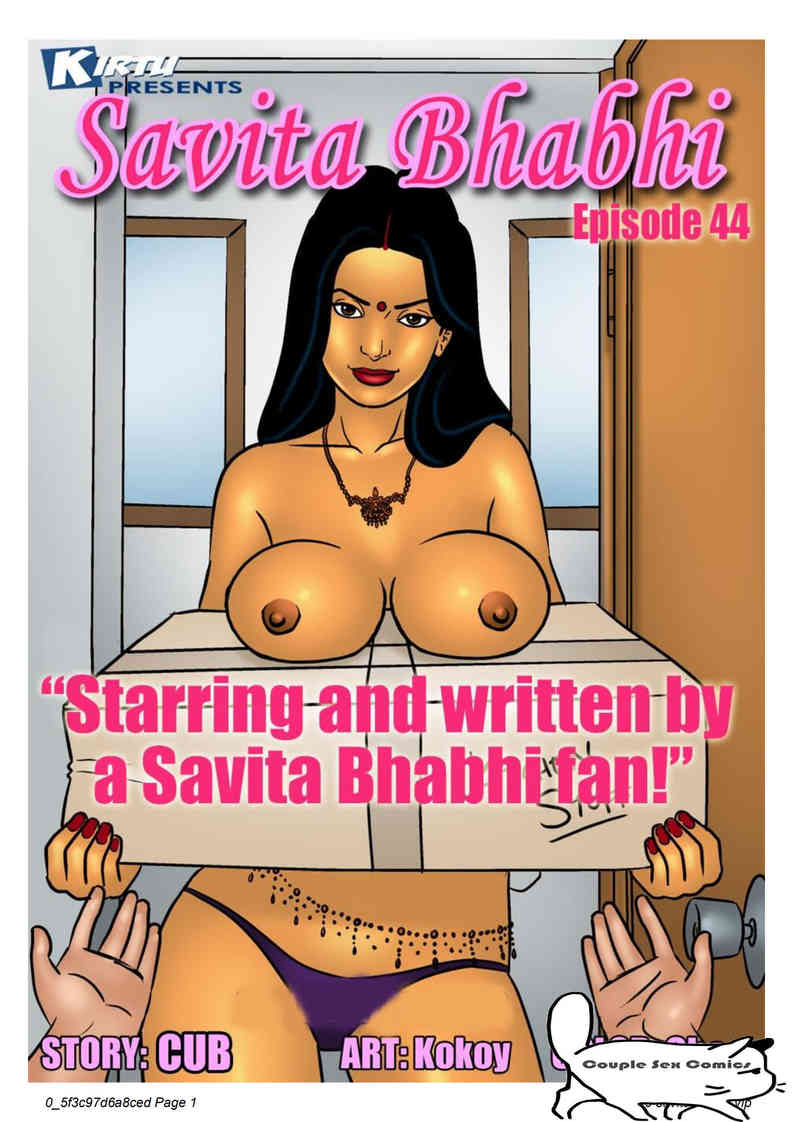 KIRTU
PRESENTS
Savita Bhabhi
Episode 44
“Starring and written by
a Savita Bhabhi fan!”
STORY: CUB
ART: Kokoy
Couple Sex Comics
0_5f3c97d6a8ced Page 1